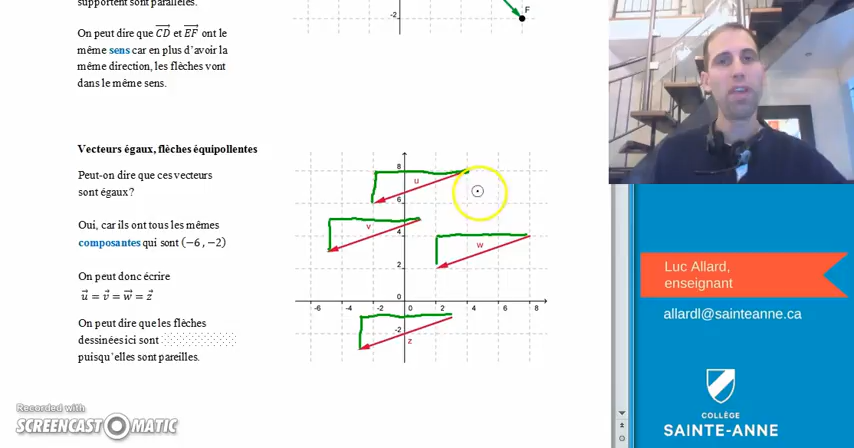 supportent sont parallèles.
On peut dire que CD et EF ont le
même sens car en plus d'avoir la
même direction, les flèches vont
dans le même sens.
-2
F
Vecteurs égaux, flèches équipollentes
Peut-on dire que ces vecteurs
sont égaux?
Oui, car ils ont tous les mêmes
composantes qui sont (−6 , −2)
On peut donc écrire
u⃗ = v⃗ = w⃗ = z⃗
On peut dire que les flèches
dessinées ici sont
puisqu'elles sont pareilles.
8
u
6
v
4
w
2
0
-6 -4 -2 0 2 4 6 8
-2
z
Luc Allard,
enseignant
allardl@sainteanne.ca
COLLÈGE
SAINTE-ANNE
Recorded with
SCREENCAST-O-MATIC